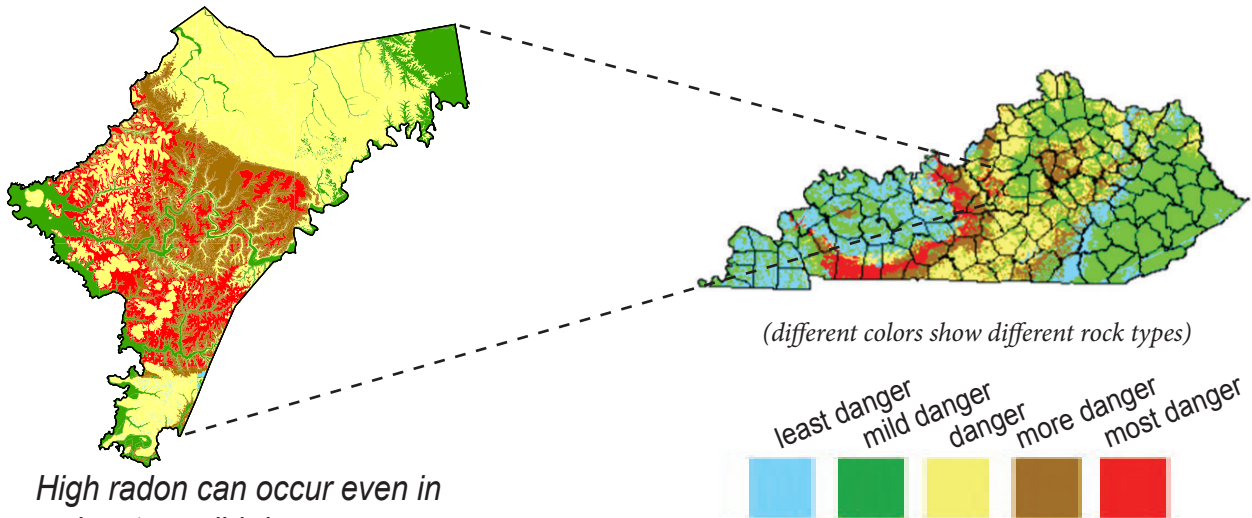 (different colors show different rock types)
least danger
mild danger
danger
more danger
most danger
High radon can occur even in